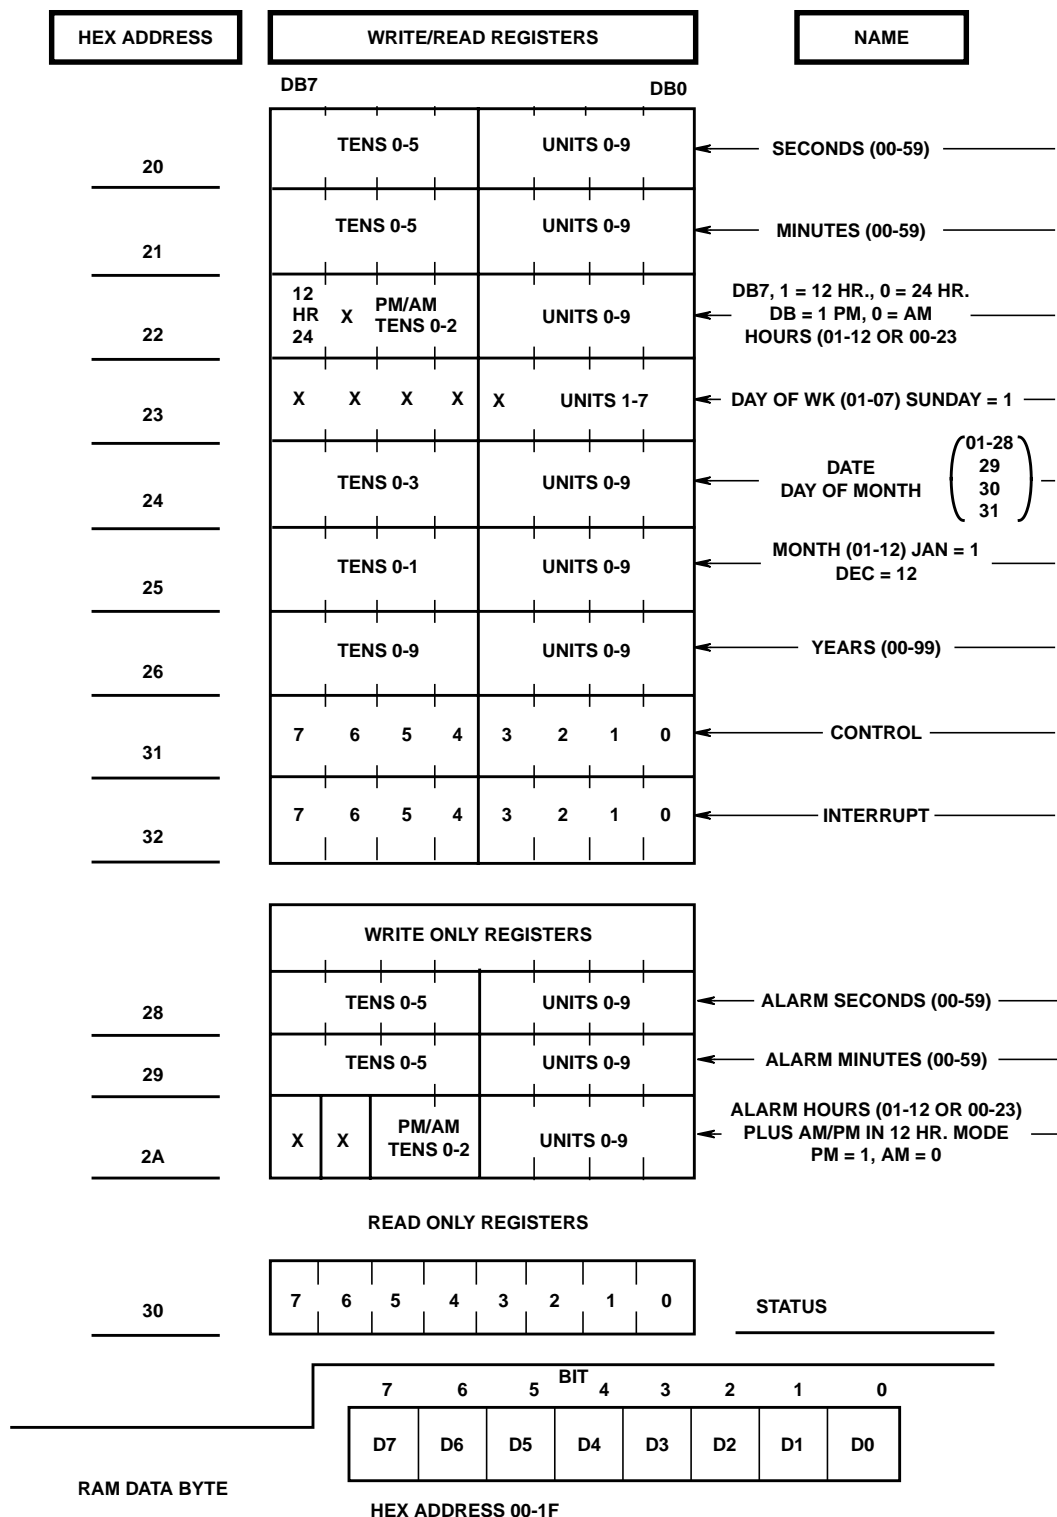 HEX ADDRESS WRITE/READ REGISTERS NAME
DB7 DB0
20 TENS 0-5 UNITS 0-9 SECONDS (00-59)
21 TENS 0-5 UNITS 0-9 MINUTES (00-59)
22
12
HR
24
X
PM/AM
TENS 0-2
UNITS 0-9
DB7, 1 = 12 HR., 0 = 24 HR.
DB = 1 PM, 0 = AM
HOURS (01-12 OR 00-23
23 X X X X X UNITS 1-7 DAY OF WK (01-07) SUNDAY = 1
24 TENS 0-3 UNITS 0-9
DATE
DAY OF MONTH
01-28
29
30
31
25 TENS 0-1 UNITS 0-9
MONTH (01-12) JAN = 1
DEC = 12
26 TENS 0-9 UNITS 0-9 YEARS (00-99)
31 7 6 5 4 3 2 1 0 CONTROL
32 7 6 5 4 3 2 1 0 INTERRUPT
WRITE ONLY REGISTERS
28 TENS 0-5 UNITS 0-9 ALARM SECONDS (00-59)
29 TENS 0-5 UNITS 0-9 ALARM MINUTES (00-59)
2A X X
PM/AM
TENS 0-2
UNITS 0-9
ALARM HOURS (01-12 OR 00-23)
PLUS AM/PM IN 12 HR. MODE
PM = 1, AM = 0
READ ONLY REGISTERS
30 7 6 5 4 3 2 1 0 STATUS
BIT
7 6 5 4 3 2 1 0
D7 D6 D5 D4 D3 D2 D1 D0
RAM DATA BYTE
HEX ADDRESS 00-1F